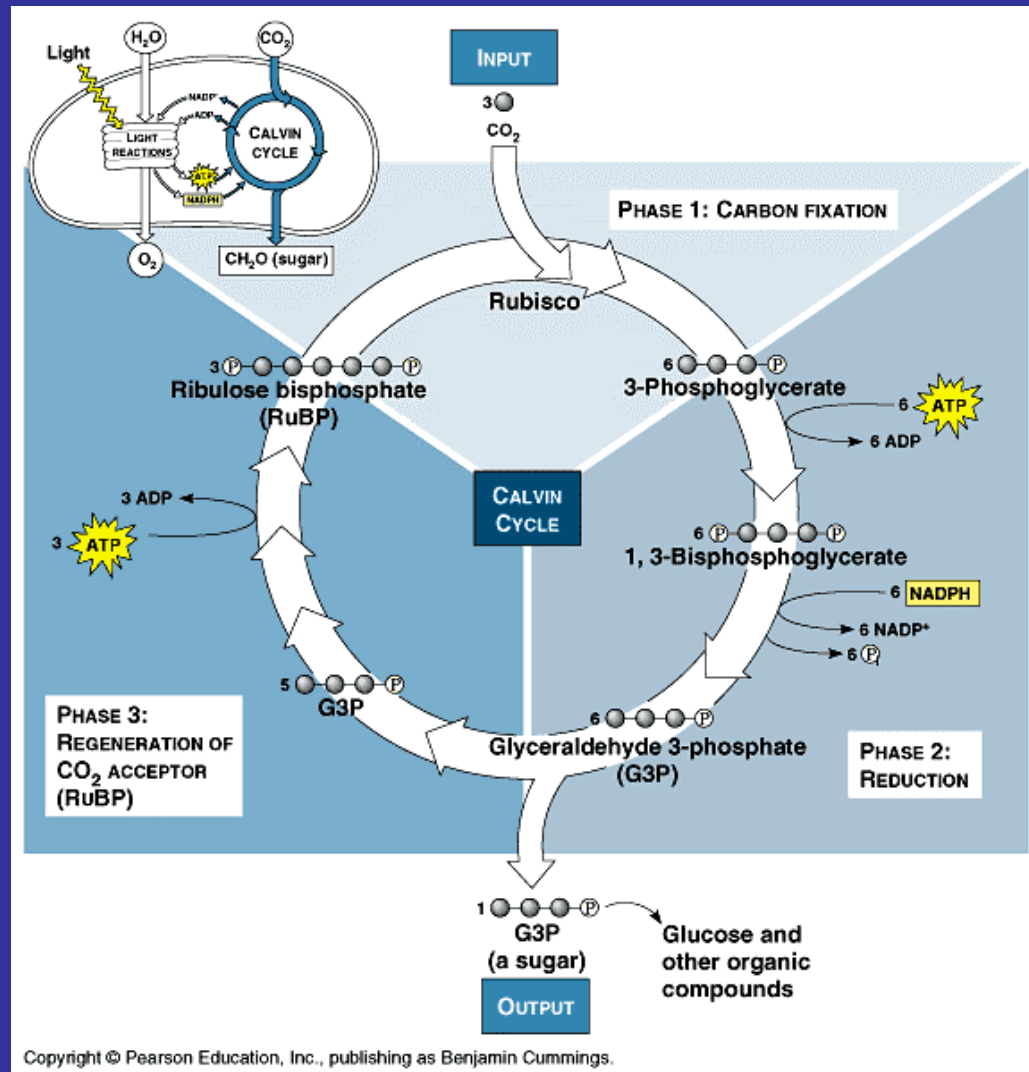 Light
H₂O
CO₂
NADP⁺
ADP
LIGHT
REACTIONS
CALVIN
CYCLE
ATP
NADPH
O₂
CH₂O (sugar)
INPUT
3
CO₂
PHASE 1: CARBON FIXATION
Rubisco
3 P P
Ribulose bisphosphate
(RuBP)
6 P
3-Phosphoglycerate
6 ATP
6 ADP
CALVIN
CYCLE
3 ADP
3 ATP
6 P P
1, 3-Bisphosphoglycerate
6 NADPH
6 NADP⁺
6 Pᵢ
5 P
G3P
6 P
Glyceraldehyde 3-phosphate
(G3P)
PHASE 3:
REGENERATION OF
CO₂ ACCEPTOR
(RUBP)
PHASE 2:
REDUCTION
1 P
G3P
(a sugar)
Glucose and
other organic
compounds
OUTPUT
Copyright © Pearson Education, Inc., publishing as Benjamin Cummings.